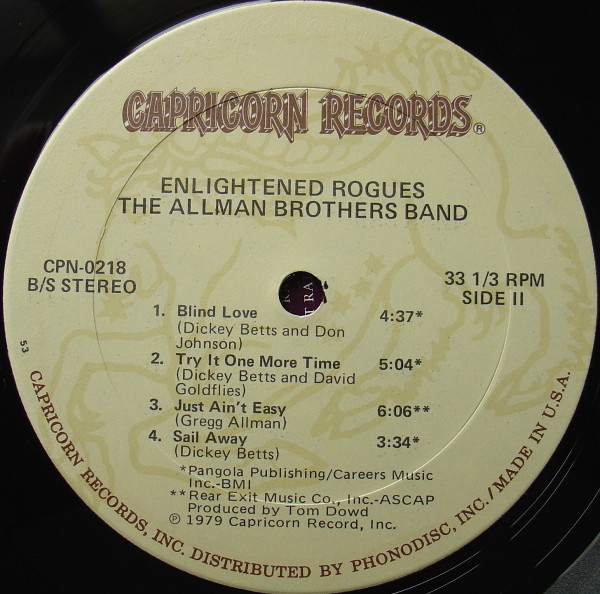 CAPRICORN RECORDS®
ENLIGHTENED ROGUES
THE ALLMAN BROTHERS BAND
CPN-0218
B/S STEREO
33 1/3 RPM
SIDE II
1. Blind Love 4:37*
(Dickey Betts and Don
Johnson)
2. Try It One More Time 5:04*
(Dickey Betts and David
Goldflies)
3. Just Ain't Easy 6:06**
(Gregg Allman)
4. Sail Away 3:34*
(Dickey Betts)
*Pangola Publishing/Careers Music
Inc.-BMI
**Rear Exit Music Co., Inc.-ASCAP
Produced by Tom Dowd
℗ 1979 Capricorn Record, Inc.
53
CAPRICORN RECORDS, INC. DISTRIBUTED BY PHONODISC, INC./MADE IN U.S.A.